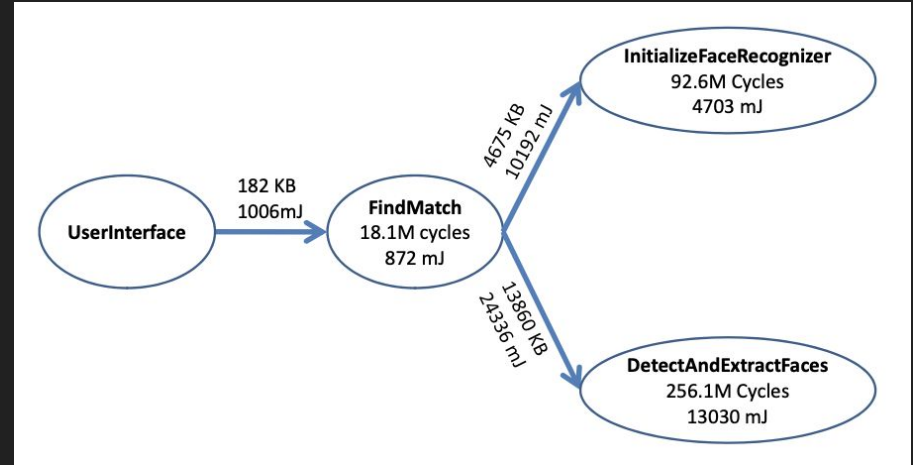 InitializeFaceRecognizer
92.6M Cycles
4703 mJ
4675 KB
10192 mJ
182 KB
1006mJ
FindMatch
18.1M cycles
872 mJ
UserInterface
13860 KB
24336 mJ
DetectAndExtractFaces
256.1M Cycles
13030 mJ